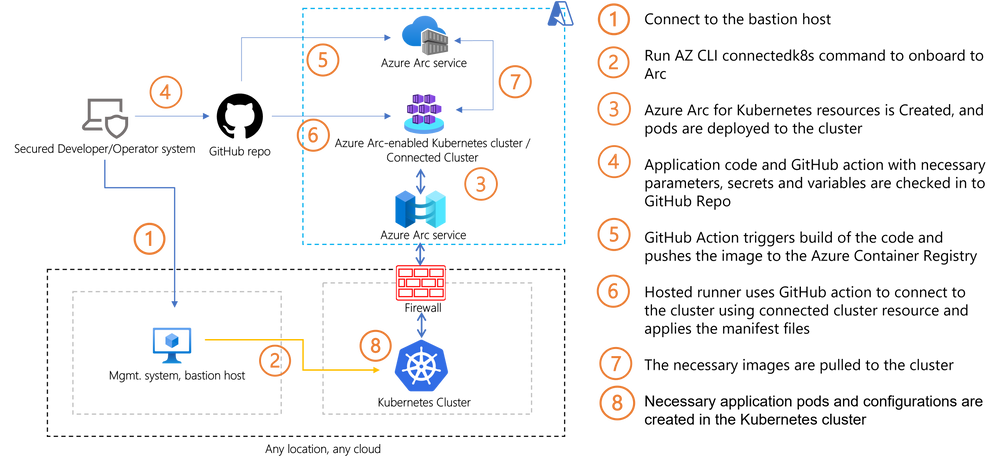 Azure Arc service
5
7
4
Secured Developer/Operator system
GitHub repo
6
Azure Arc-enabled Kubernetes cluster /
Connected Cluster
3
Azure Arc service
1
Firewall
Mgmt. system, bastion host
2
8
Kubernetes Cluster
Any location, any cloud
1 Connect to the bastion host
2 Run AZ CLI connectedk8s command to onboard to
Arc
3 Azure Arc for Kubernetes resources is Created, and
pods are deployed to the cluster
4 Application code and GitHub action with necessary
parameters, secrets and variables are checked in to
GitHub Repo
5 GitHub Action triggers build of the code and
pushes the image to the Azure Container Registry
6 Hosted runner uses GitHub action to connect to
the cluster using connected cluster resource and
applies the manifest files
7 The necessary images are pulled to the cluster
8 Necessary application pods and configurations are
created in the Kubernetes cluster